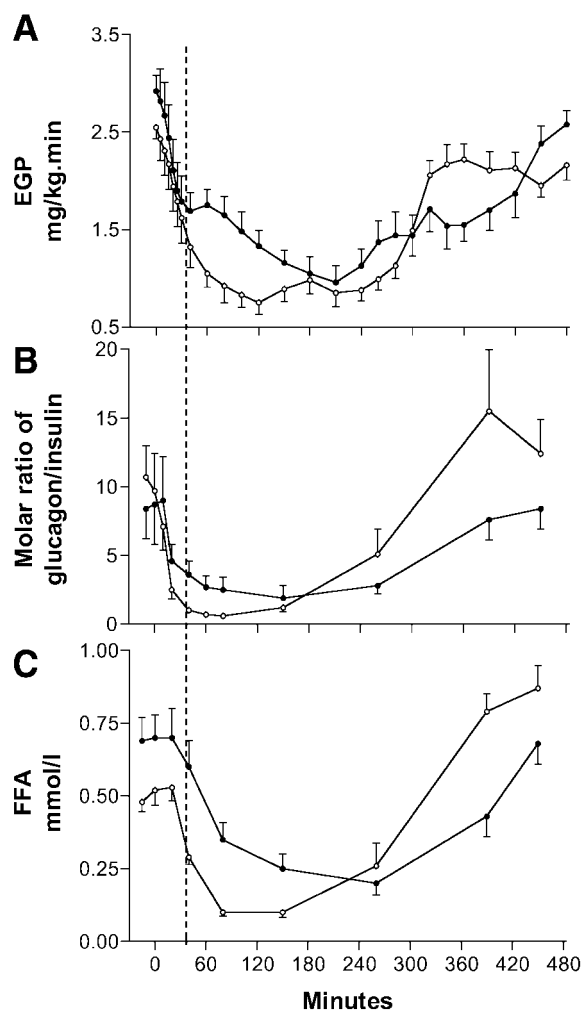 A
3.5
2.5
1.5
0.5
EGP
mg/kg.min
B
20
15
10
5
0
Molar ratio of
glucagon/insulin
C
1.00
0.75
0.50
0.25
0.00
FFA
mmol/l
0 60 120 180 240 300 360 420 480
Minutes